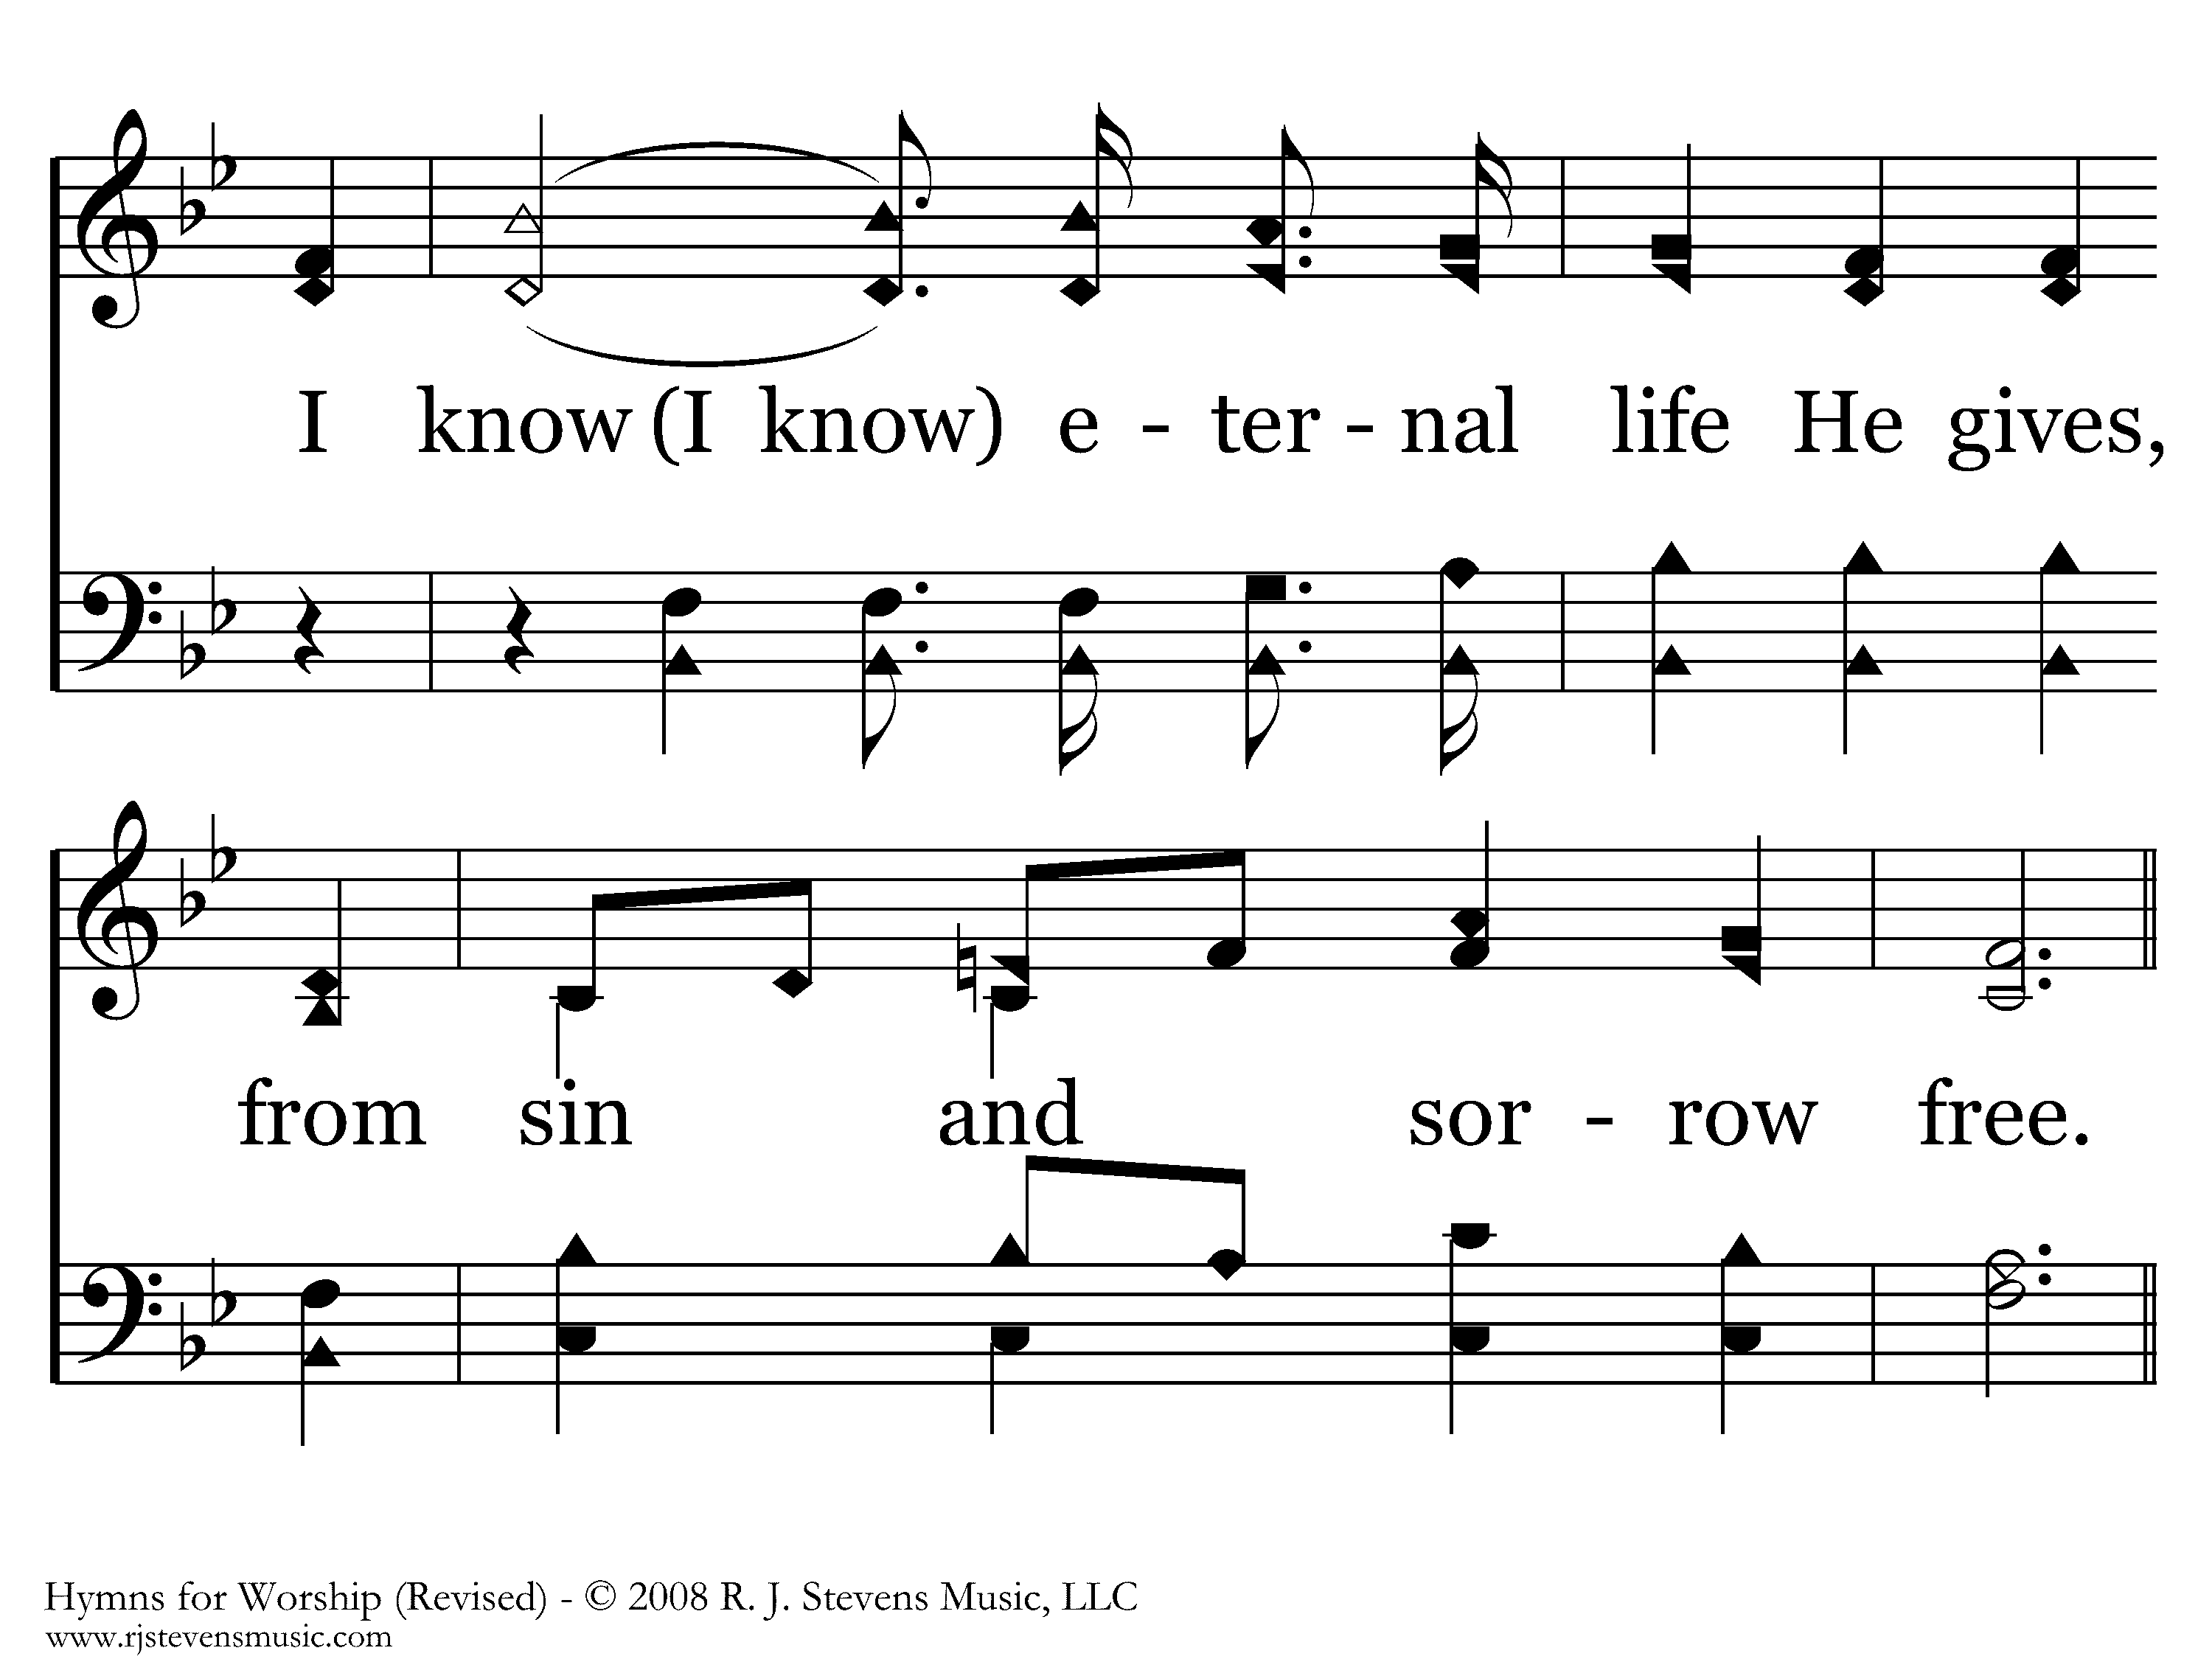 I know (I know) e - ter - nal life He gives,
from sin and sor - row free.
Hymns for Worship (Revised) - © 2008 R. J. Stevens Music, LLC
www.rjstevensmusic.com